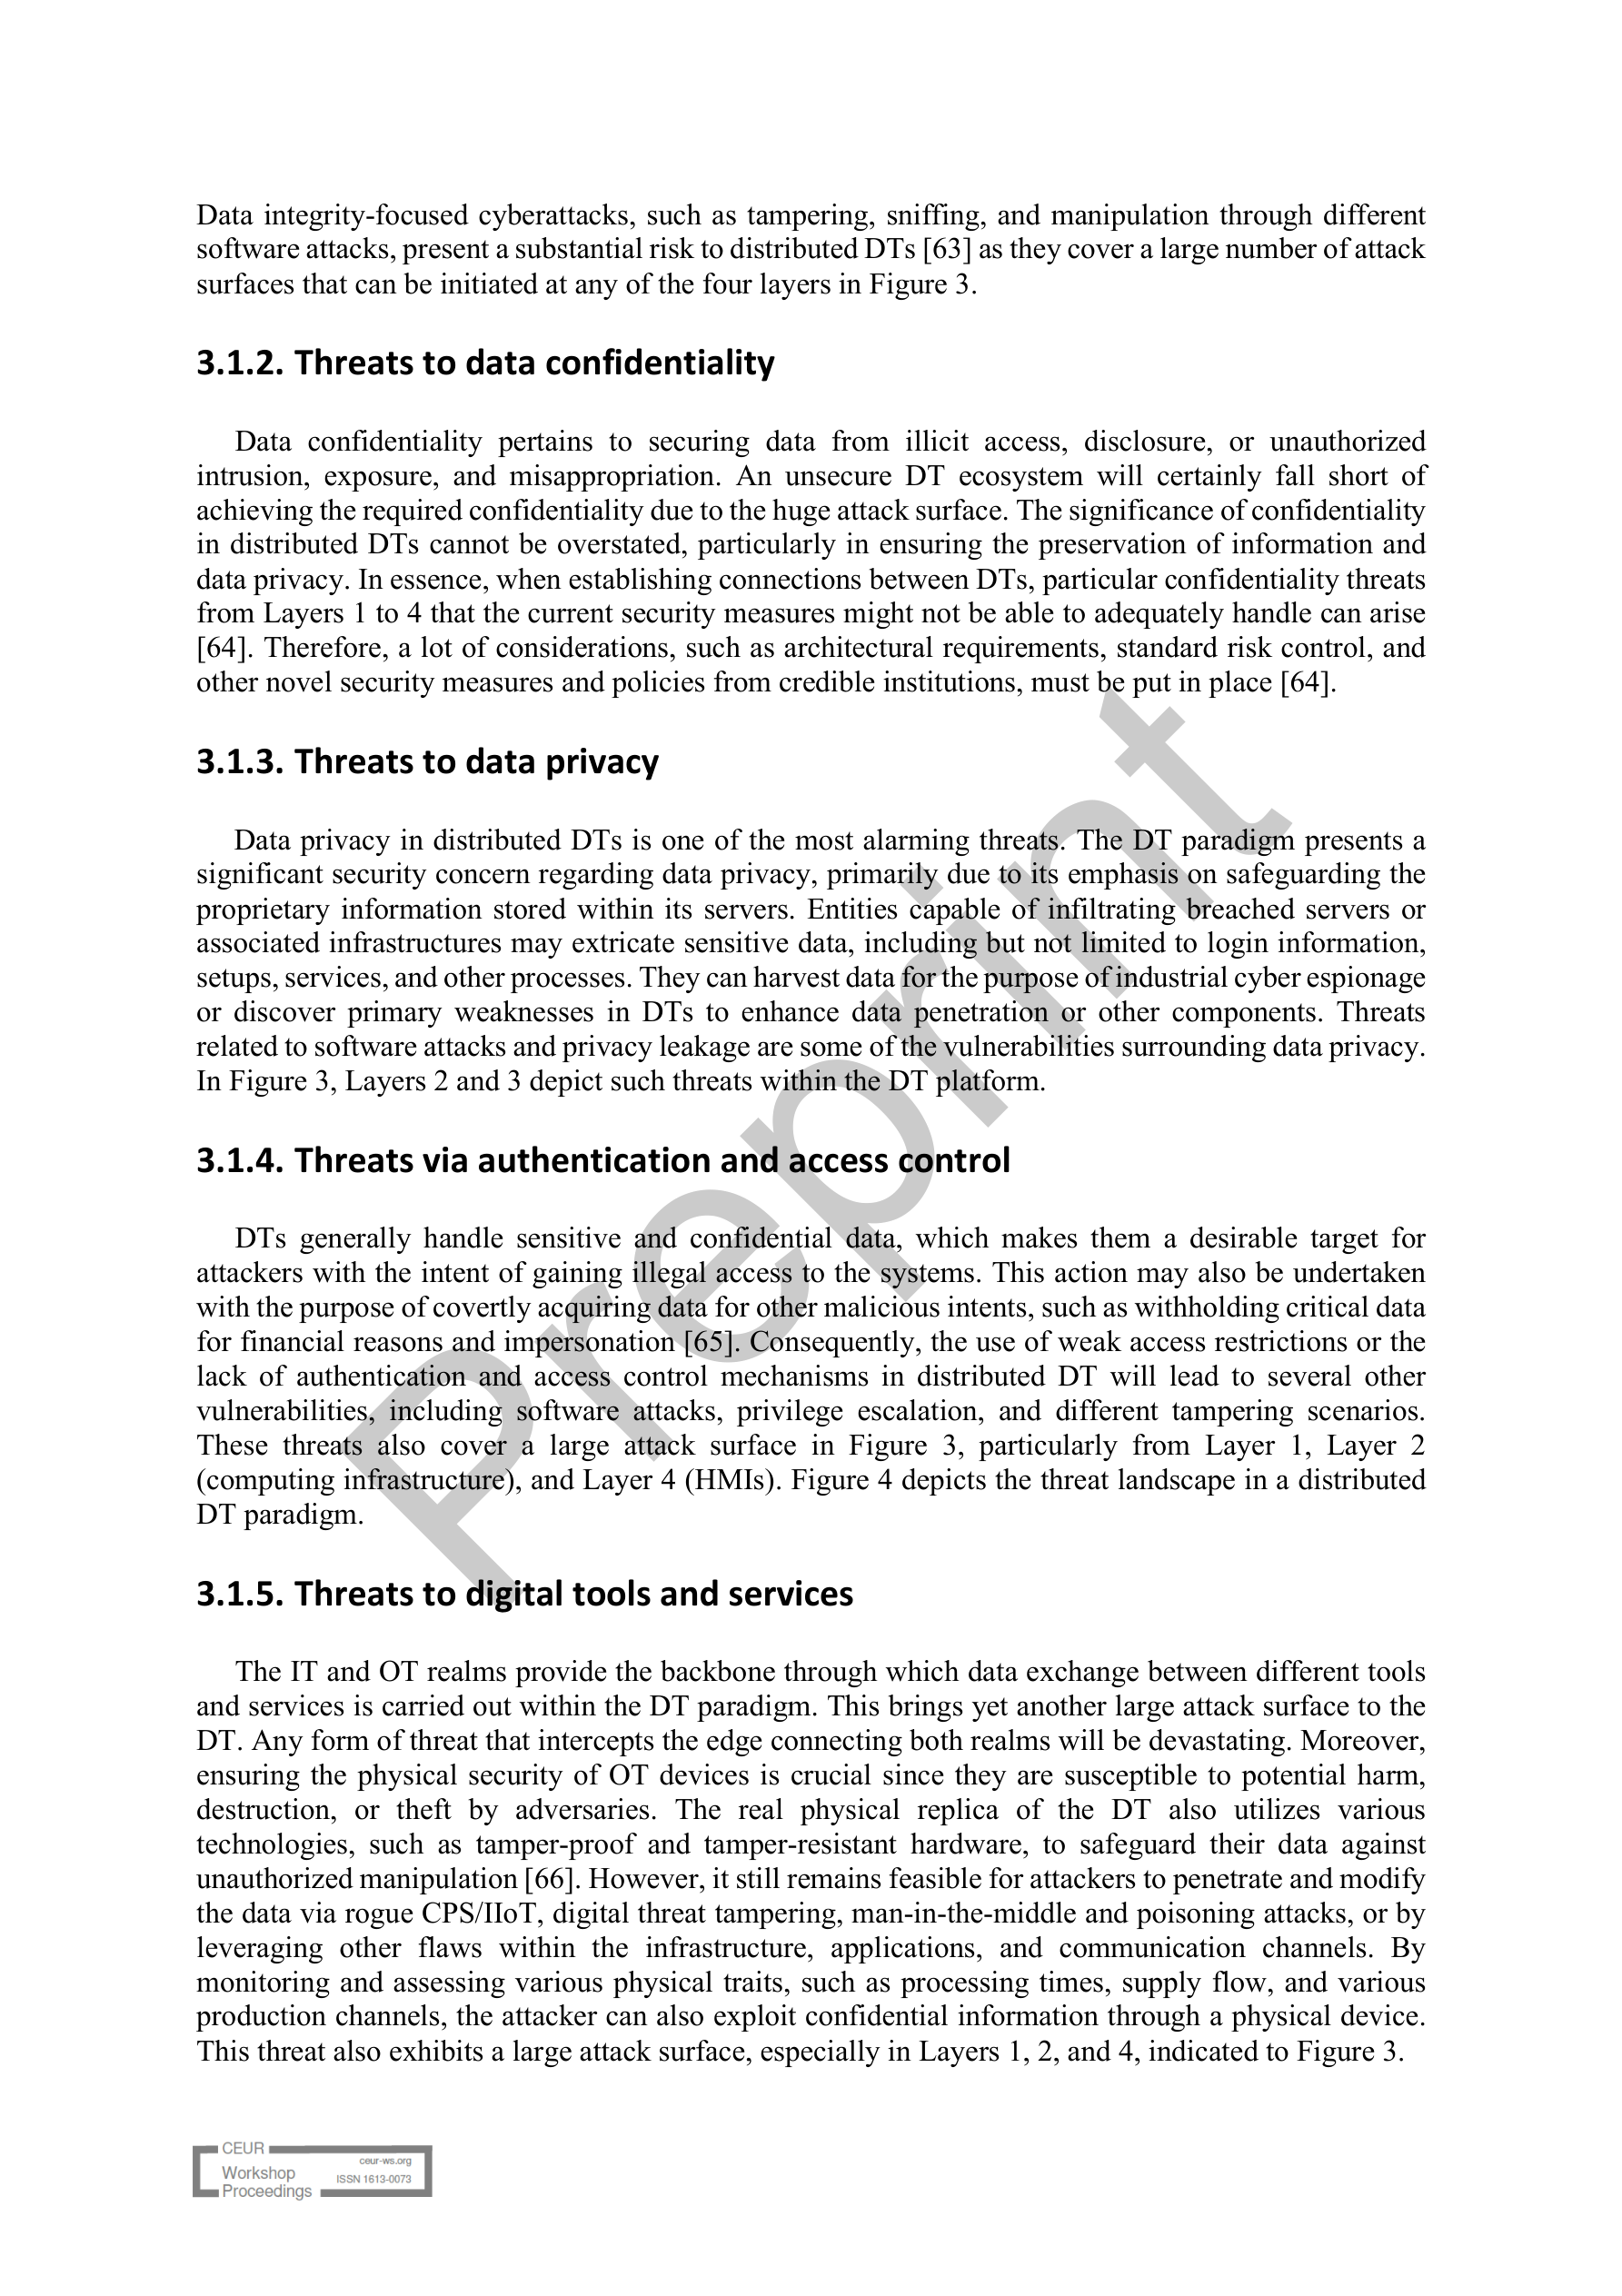 Data integrity-focused cyberattacks, such as tampering, sniffing, and manipulation through different
software attacks, present a substantial risk to distributed DTs [63] as they cover a large number of attack
surfaces that can be initiated at any of the four layers in Figure 3.
3.1.2. Threats to data confidentiality
Data confidentiality pertains to securing data from illicit access, disclosure, or unauthorized
intrusion, exposure, and misappropriation. An unsecure DT ecosystem will certainly fall short of
achieving the required confidentiality due to the huge attack surface. The significance of confidentiality
in distributed DTs cannot be overstated, particularly in ensuring the preservation of information and
data privacy. In essence, when establishing connections between DTs, particular confidentiality threats
from Layers 1 to 4 that the current security measures might not be able to adequately handle can arise
[64]. Therefore, a lot of considerations, such as architectural requirements, standard risk control, and
other novel security measures and policies from credible institutions, must be put in place [64].
3.1.3. Threats to data privacy
Data privacy in distributed DTs is one of the most alarming threats. The DT paradigm presents a
significant security concern regarding data privacy, primarily due to its emphasis on safeguarding the
proprietary information stored within its servers. Entities capable of infiltrating breached servers or
associated infrastructures may extricate sensitive data, including but not limited to login information,
setups, services, and other processes. They can harvest data for the purpose of industrial cyber espionage
or discover primary weaknesses in DTs to enhance data penetration or other components. Threats
related to software attacks and privacy leakage are some of the vulnerabilities surrounding data privacy.
In Figure 3, Layers 2 and 3 depict such threats within the DT platform.
3.1.4. Threats via authentication and access control
DTs generally handle sensitive and confidential data, which makes them a desirable target for
attackers with the intent of gaining illegal access to the systems. This action may also be undertaken
with the purpose of covertly acquiring data for other malicious intents, such as withholding critical data
for financial reasons and impersonation [65]. Consequently, the use of weak access restrictions or the
lack of authentication and access control mechanisms in distributed DT will lead to several other
vulnerabilities, including software attacks, privilege escalation, and different tampering scenarios.
These threats also cover a large attack surface in Figure 3, particularly from Layer 1, Layer 2
(computing infrastructure), and Layer 4 (HMIs). Figure 4 depicts the threat landscape in a distributed
DT paradigm.
3.1.5. Threats to digital tools and services
The IT and OT realms provide the backbone through which data exchange between different tools
and services is carried out within the DT paradigm. This brings yet another large attack surface to the
DT. Any form of threat that intercepts the edge connecting both realms will be devastating. Moreover,
ensuring the physical security of OT devices is crucial since they are susceptible to potential harm,
destruction, or theft by adversaries. The real physical replica of the DT also utilizes various
technologies, such as tamper-proof and tamper-resistant hardware, to safeguard their data against
unauthorized manipulation [66]. However, it still remains feasible for attackers to penetrate and modify
the data via rogue CPS/IIoT, digital threat tampering, man-in-the-middle and poisoning attacks, or by
leveraging other flaws within the infrastructure, applications, and communication channels. By
monitoring and assessing various physical traits, such as processing times, supply flow, and various
production channels, the attacker can also exploit confidential information through a physical device.
This threat also exhibits a large attack surface, especially in Layers 1, 2, and 4, indicated to Figure 3.
Preprint
CEUR
Workshop
Proceedings
ceur-ws.org
ISSN 1613-0073